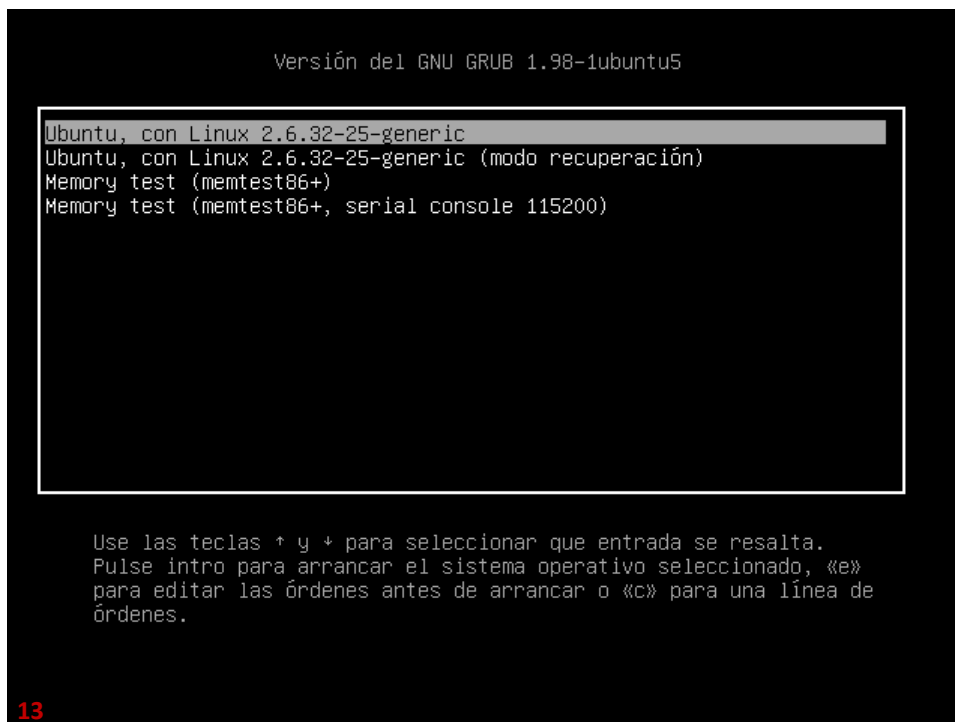 Versión del GNU GRUB 1.98-1ubuntu5
Ubuntu, con Linux 2.6.32-25-generic
Ubuntu, con Linux 2.6.32-25-generic (modo recuperación)
Memory test (memtest86+)
Memory test (memtest86+, serial console 115200)
Use las teclas ↑ y ↓ para seleccionar que entrada se resalta.
Pulse intro para arrancar el sistema operativo seleccionado, «e»
para editar las órdenes antes de arrancar o «c» para una línea de
órdenes.
13